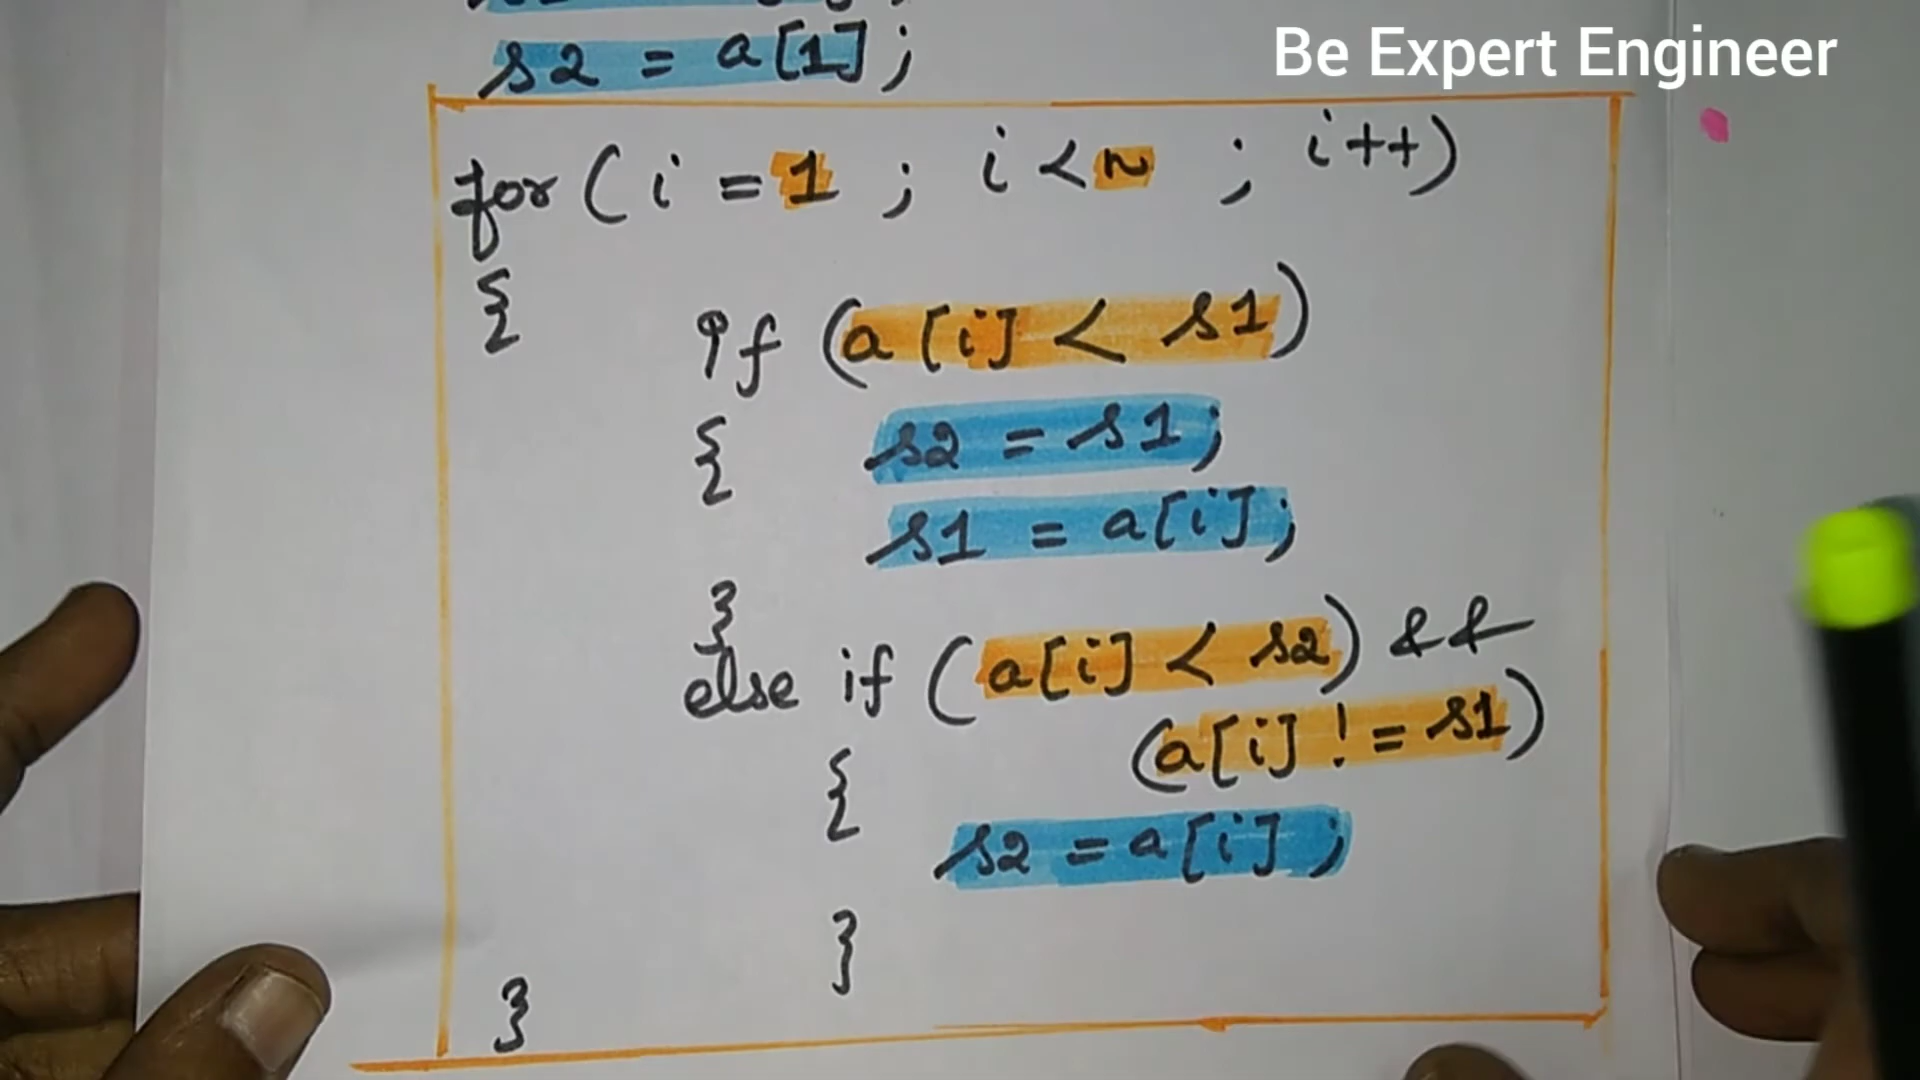 Be Expert Engineer
s2 = a[1];
for ( i = 1 ; i < n ; i++)
{
if (a[i] < s1)
{ s2 = s1;
s1 = a[i];
}
else if (a[i] < s2) &&
(a[i] != s1)
{
s2 = a[i];
}
}